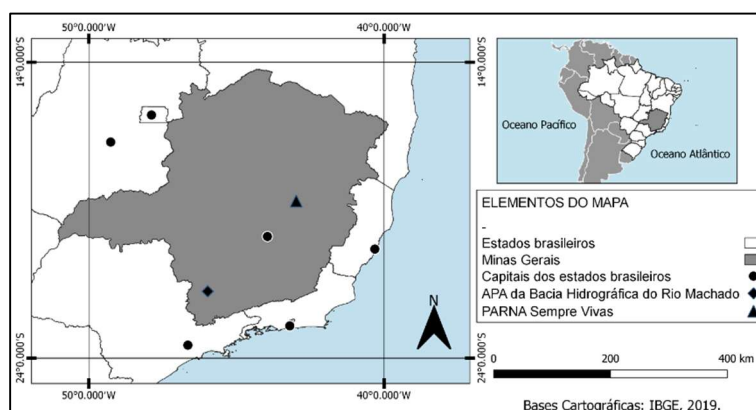 50°0.000'W
40°0.000'W
14°0.000'S
14°0.000'S
Oceano Pacífico
Oceano Atlântico
ELEMENTOS DO MAPA
-
Estados brasileiros
Minas Gerais
Capitais dos estados brasileiros
APA da Bacia Hidrográfica do Rio Machado
PARNA Sempre Vivas
N
24°0.000'S
24°0.000'S
0
200
400 km
50°0.000'W
40°0.000'W
Bases Cartográficas: IBGE, 2019.